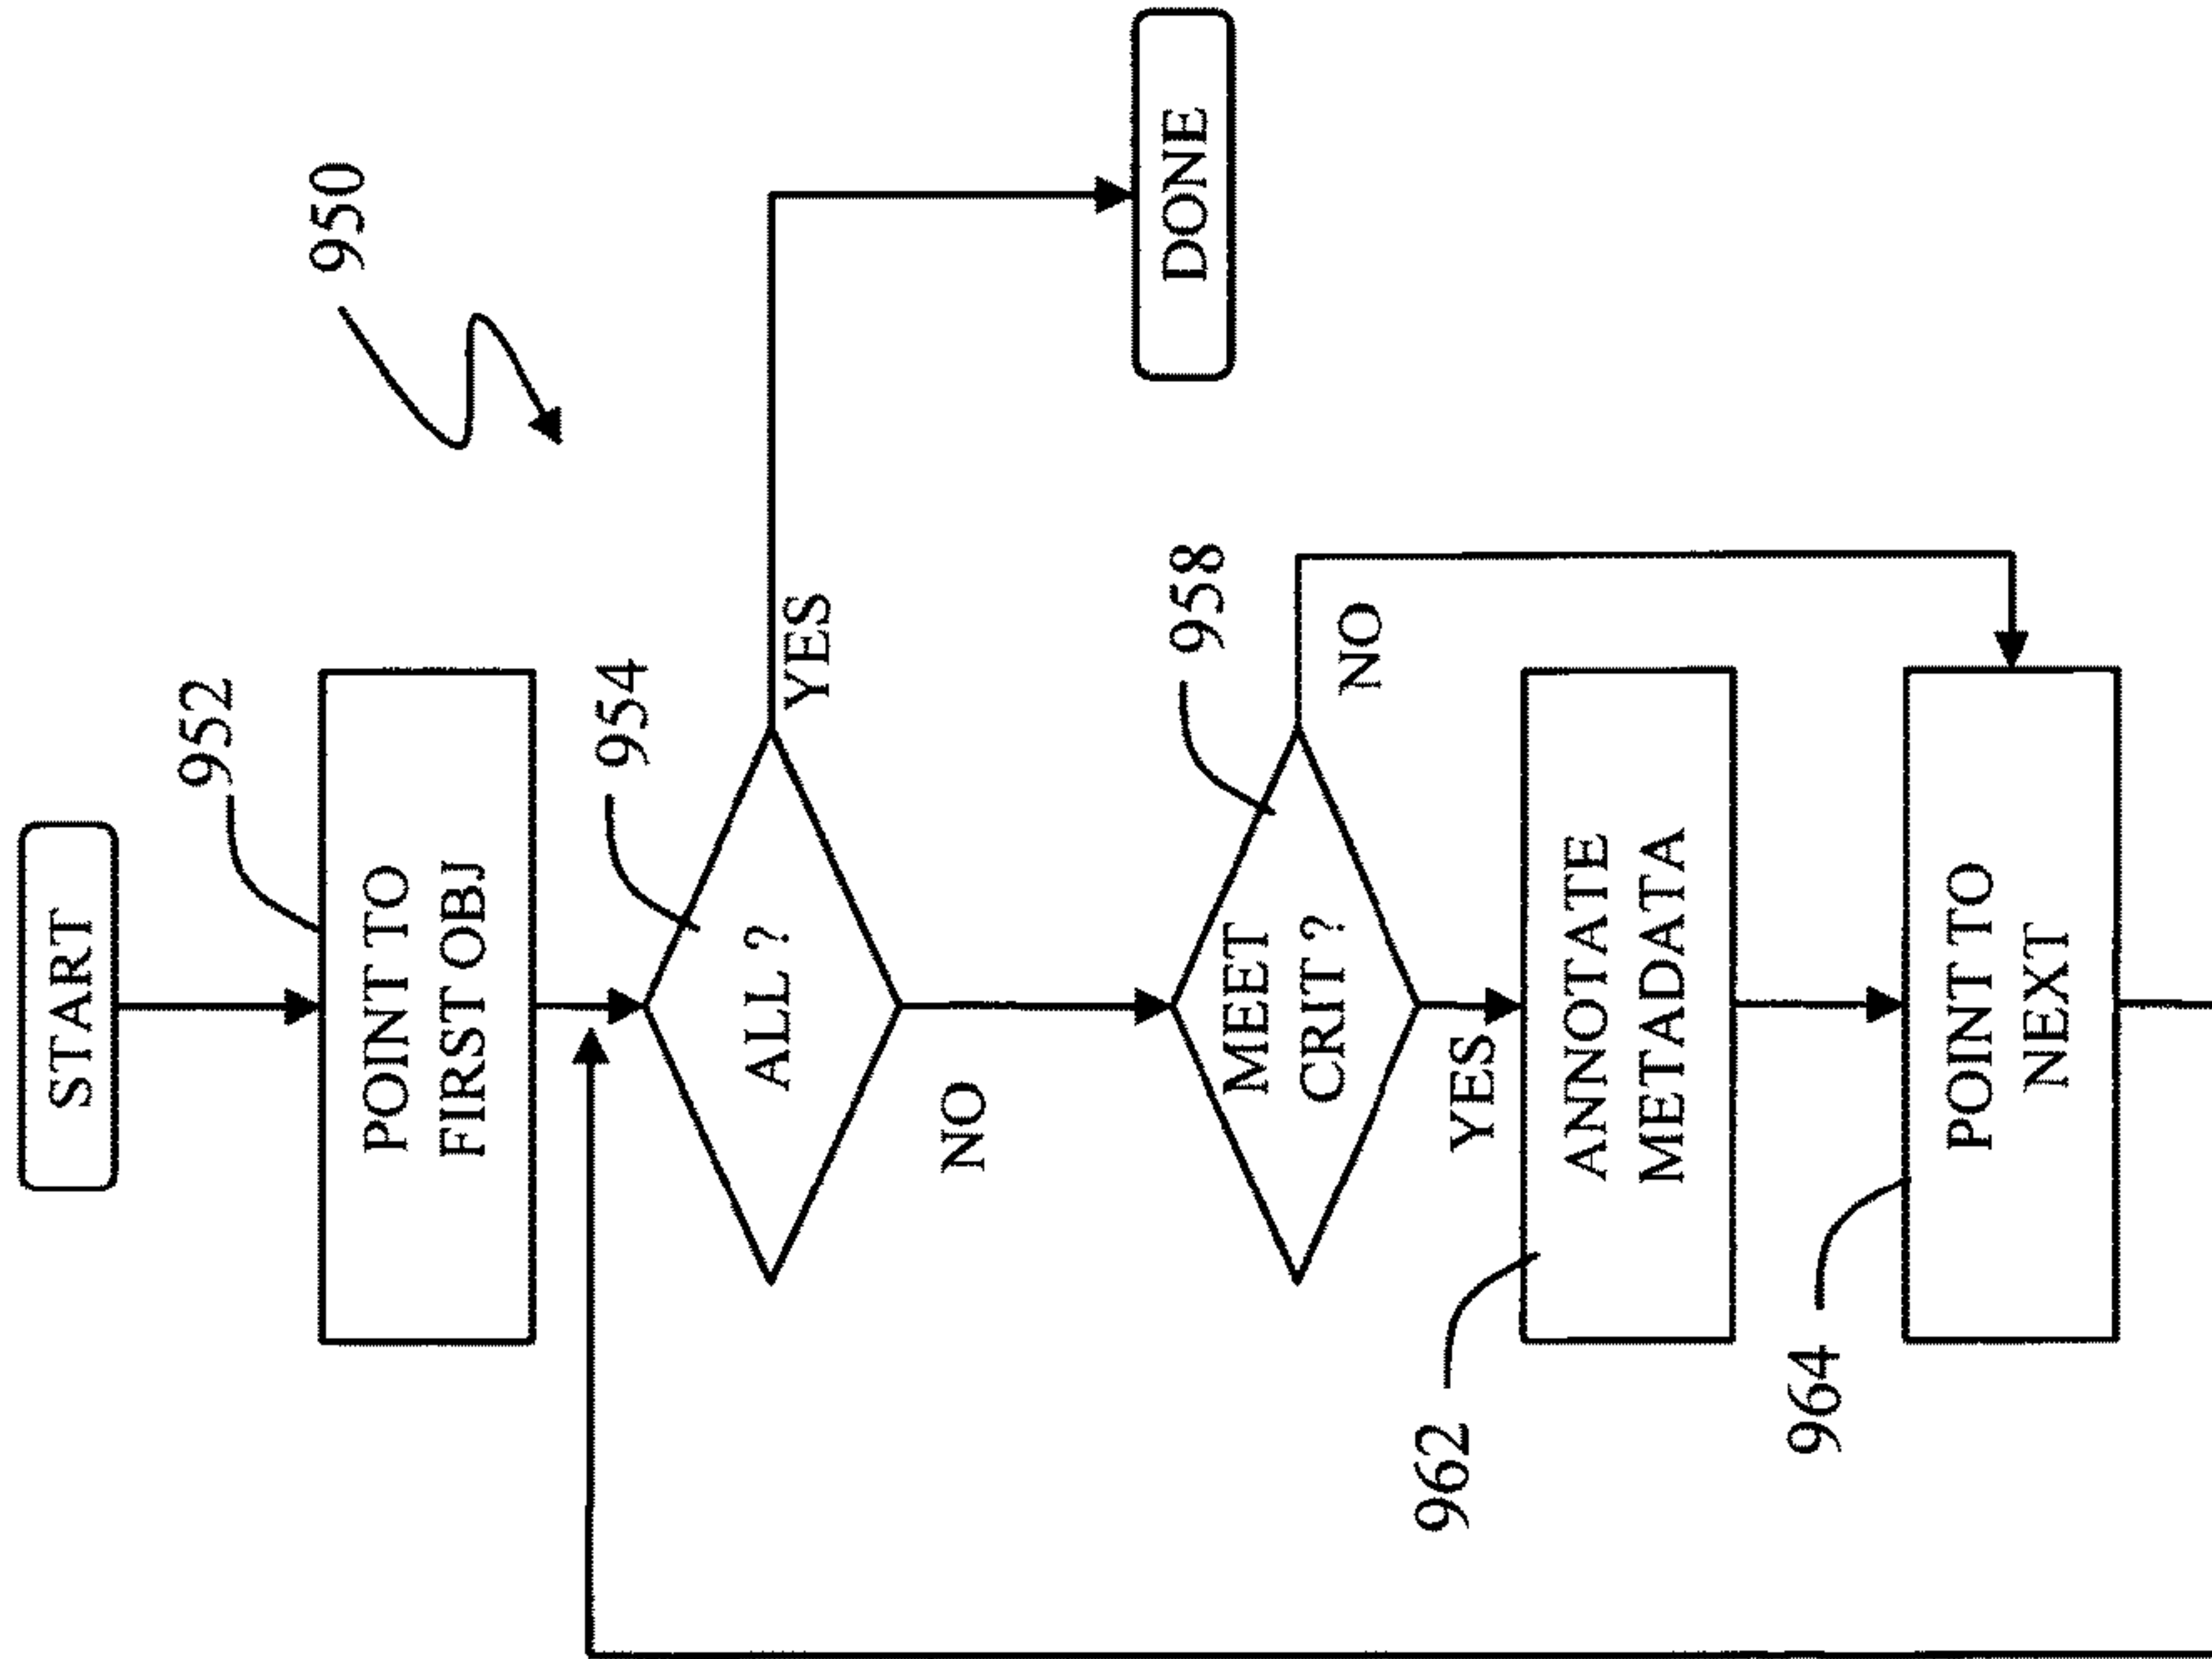 START
950
952
POINT TO
FIRST OBJ
954
ALL ?
YES
NO
DONE
958
MEET
CRIT ?
NO
YES
962
ANNOTATE
METADATA
964
POINT TO
NEXT